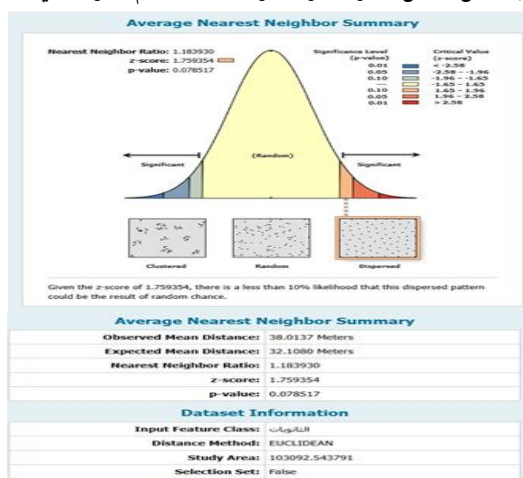 Average Nearest Neighbor Summary
Nearest Neighbor Ratio: 1.183930
z-score: 1.759354
p-value: 0.078517
Significance Level
(p-value)
Critical Value
(z-score)
0.01 < -2.58
0.05 -2.58 - -1.96
0.10 -1.96 - -1.65
— -1.65 - 1.65
0.10 1.65 - 1.96
0.05 1.96 - 2.58
0.01 > 2.58
Significant
(Random)
Significant
Clustered
Random
Dispersed
Given the z-score of 1.759354, there is a less than 10% likelihood that this dispersed pattern
could be the result of random chance.
Average Nearest Neighbor Summary
Observed Mean Distance: 38.0137 Meters
Expected Mean Distance: 32.1080 Meters
Nearest Neighbor Ratio: 1.183930
z-score: 1.759354
p-value: 0.078517
Dataset Information
Input Feature Class: الثانويات
Distance Method: EUCLIDEAN
Study Area: 103092.543791
Selection Set: False